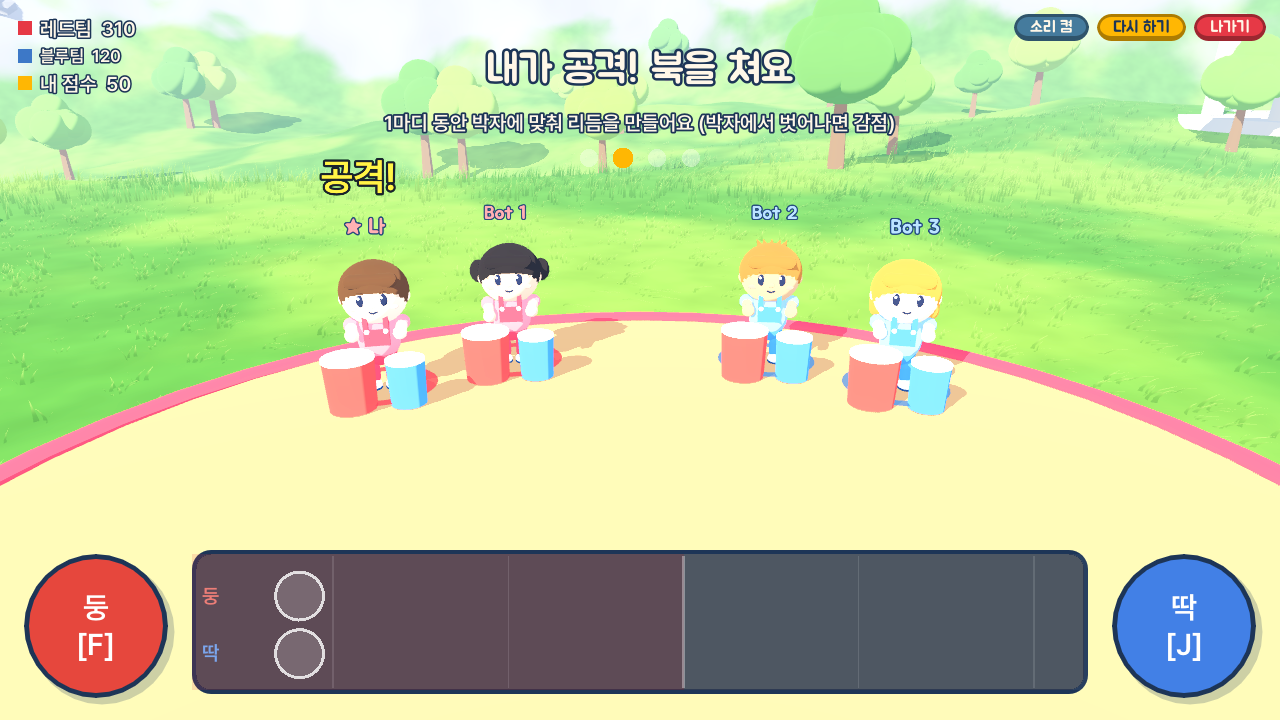 레드팀 310
블루팀 120
내 점수 50
소리 켬
다시 하기
나가기
내가 공격! 북을 쳐요
1마디 동안 박자에 맞춰 리듬을 만들어요 (박자에서 벗어나면 감점)
공격!
★ 나
Bot 1
Bot 2
Bot 3
둥
[F]
둥
딱
딱
[J]